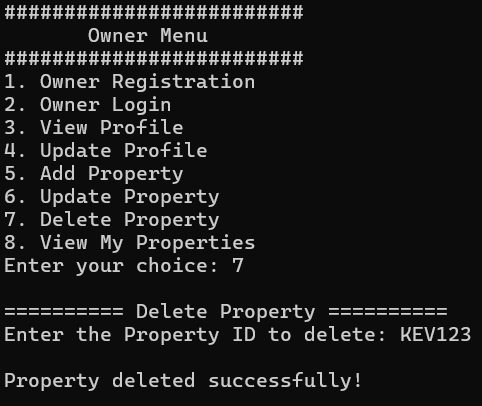 #########################
Owner Menu
#########################
1. Owner Registration
2. Owner Login
3. View Profile
4. Update Profile
5. Add Property
6. Update Property
7. Delete Property
8. View My Properties
Enter your choice: 7
========== Delete Property ==========
Enter the Property ID to delete: KEV123
Property deleted successfully!